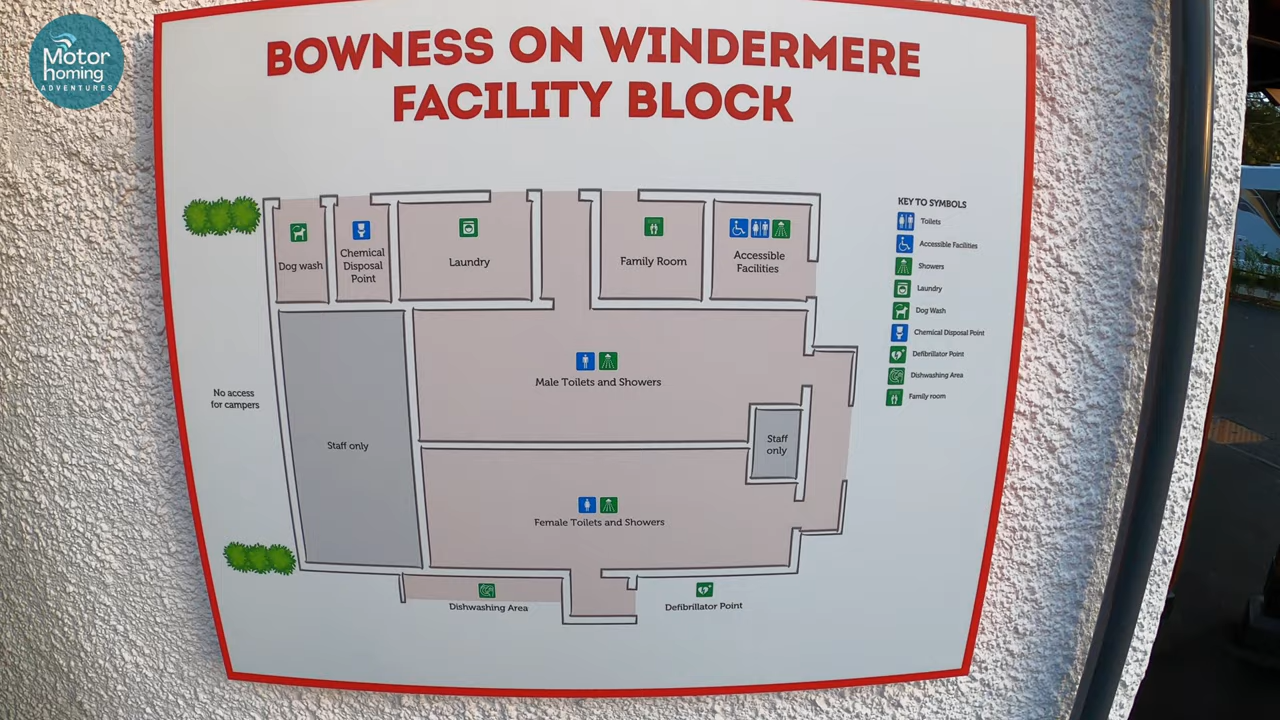 Motor
homing
ADVENTURES
BOWNESS ON WINDERMERE
FACILITY BLOCK
Dog wash
Chemical
Disposal
Point
Laundry
Family Room
Accessible
Facilities
KEY TO SYMBOLS
Toilets
Accessible Facilities
Showers
Laundry
Dog Wash
Chemical Disposal Point
Defibrillator Point
Dishwashing Area
Family room
No access
for campers
Staff only
Male Toilets and Showers
Staff
only
Female Toilets and Showers
Dishwashing Area
Defibrillator Point